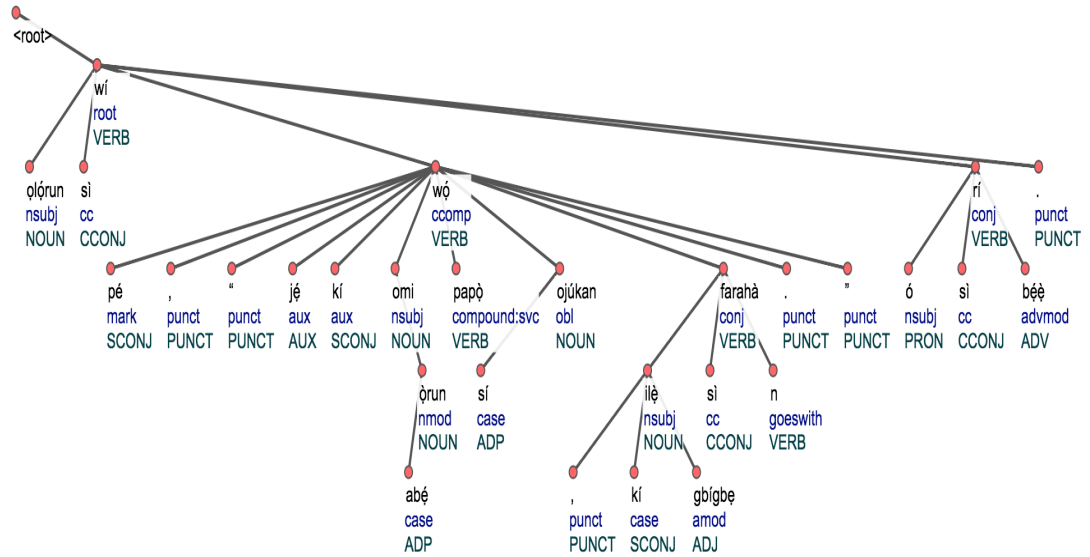 <root>
wí
root
VERB
ọlọ́run sì
nsubj cc
NOUN CCONJ
wọ́ rí .
ccomp conj punct
VERB VERB PUNCT
pé , “ jẹ́ kí omi papọ̀ ojúkan farahà . ” ó sì bẹ́ẹ̀
mark punct punct aux aux nsubj compound:svc obl conj punct punct nsubj cc advmod
SCONJ PUNCT PUNCT AUX SCONJ NOUN VERB NOUN VERB PUNCT PUNCT PRON CCONJ ADV
ọ̀run sí ilẹ̀ sì n
nmod case nsubj cc goeswith
NOUN ADP NOUN CCONJ VERB
abẹ́ , kí gbígbẹ
case punct case amod
ADP PUNCT SCONJ ADJ